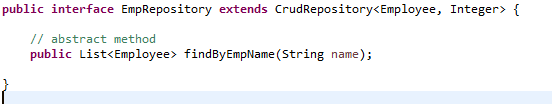 public interface EmpRepository extends CrudRepository<Employee, Integer> {
// abstract method
public List<Employee> findByEmpName(String name);
}